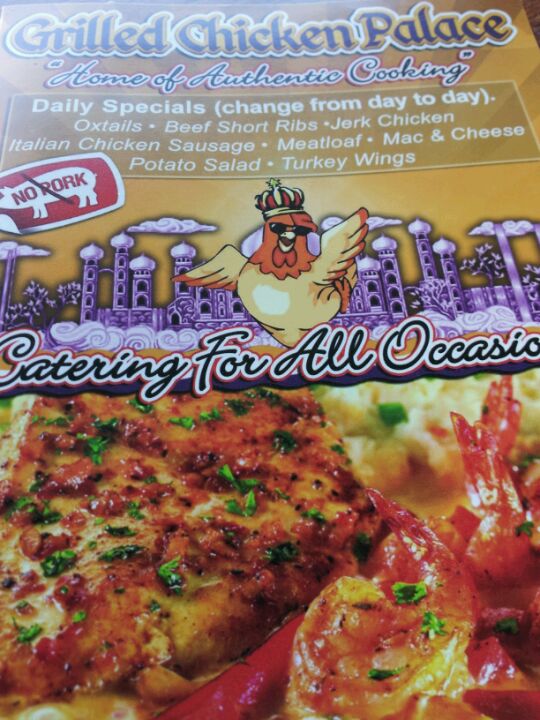 Grilled Chicken Palace
"Home of Authentic Cooking"
Daily Specials (change from day to day).
Oxtails • Beef Short Ribs •Jerk Chicken
Italian Chicken Sausage • Meatloaf • Mac & Cheese
Potato Salad • Turkey Wings
NO PORK
Catering For All Occasio